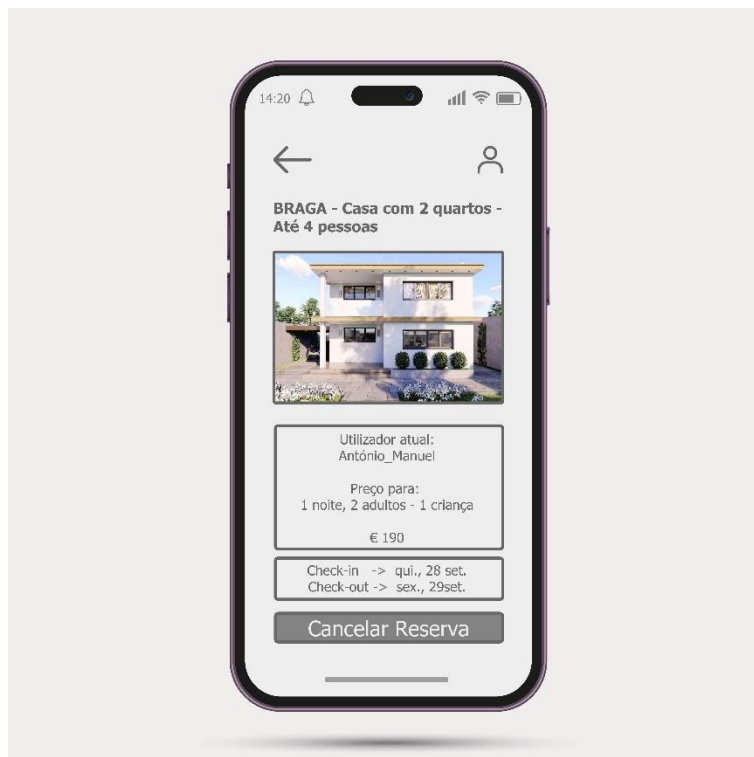 14:20
BRAGA - Casa com 2 quartos -
Até 4 pessoas
Utilizador atual:
António_Manuel
Preço para:
1 noite, 2 adultos - 1 criança
€ 190
Check-in -> qui., 28 set.
Check-out -> sex., 29set.
Cancelar Reserva